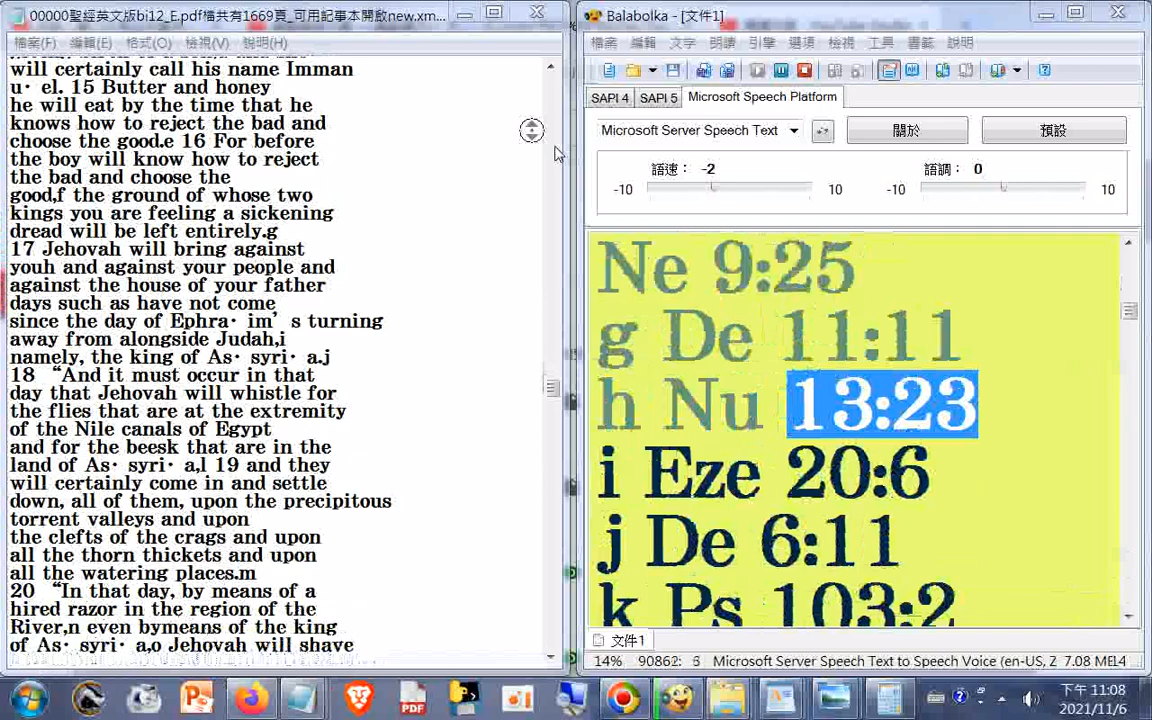 00000聖經英文版bi12_E.pdf檔共有1669頁_可用記事本開啟new.xm...
檔案(F) 編輯(E) 格式(O) 檢視(V) 說明(H)
will certainly call his name Imman
u· el. 15 Butter and honey
he will eat by the time that he
knows how to reject the bad and
choose the good.e 16 For before
the boy will know how to reject
the bad and choose the
good,f the ground of whose two
kings you are feeling a sickening
dread will be left entirely.g
17 Jehovah will bring against
youh and against your people and
against the house of your father
days such as have not come
since the day of Ephra· im’ s turning
away from alongside Judah,i
namely, the king of As· syri· a.j
18 “And it must occur in that
day that Jehovah will whistle for
the flies that are at the extremity
of the Nile canals of Egypt
and for the beesk that are in the
land of As· syri· a,l 19 and they
will certainly come in and settle
down, all of them, upon the precipitous
torrent valleys and upon
the clefts of the crags and upon
all the thorn thickets and upon
all the watering places.m
20 “In that day, by means of a
hired razor in the region of the
River,n even bymeans of the king
of As· syri· a,o Jehovah will shave
Balabolka - [文件1]
檔案 編輯 文字 朗讀 引擎 選項 檢視 工具 書籤 說明
SAPI 4 SAPI 5 Microsoft Speech Platform
Microsoft Server Speech Text 關於 預設
語速： -2 語調： 0
-10 10 -10 10
Ne 9:25
g De 11:11
h Nu 13:23
i Eze 20:6
j De 6:11
k Ps 103:2
文件1
14% 90862: Microsoft Server Speech Text to Speech Voice (en-US, Z 7.08 ME14
下午 11:08
2021/11/6